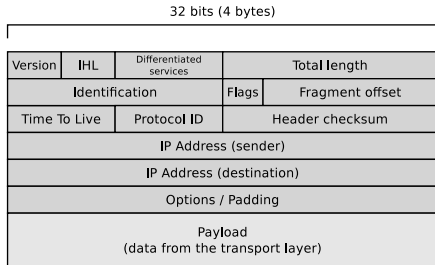 32 bits (4 bytes)
Version IHL Differentiated services Total length
Identification Flags Fragment offset
Time To Live Protocol ID Header checksum
IP Address (sender)
IP Address (destination)
Options / Padding
Payload
(data from the transport layer)